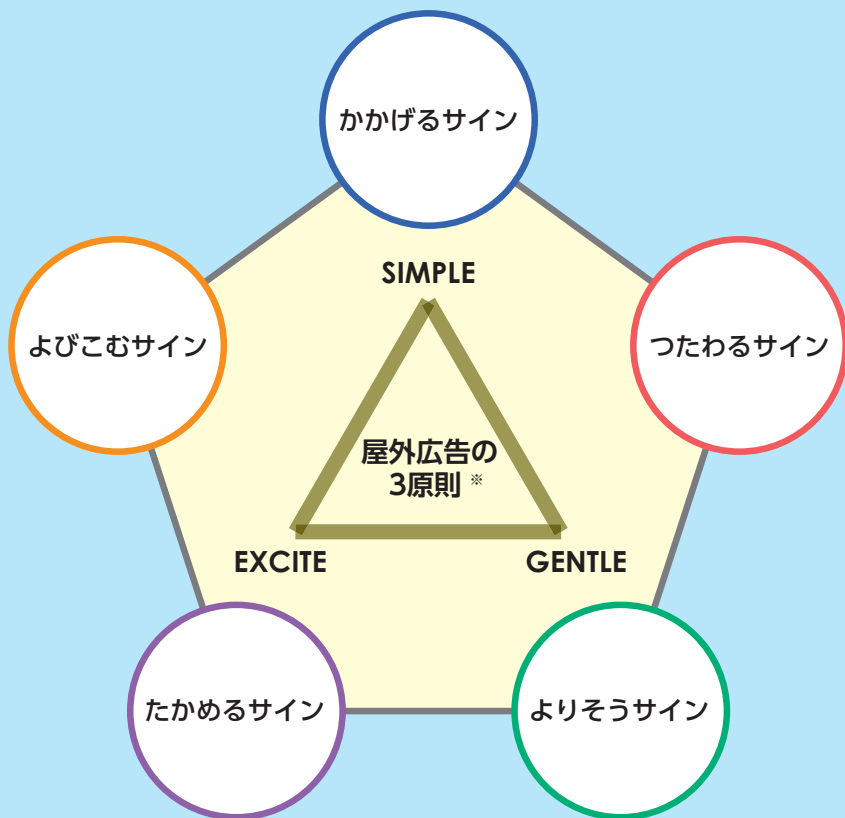 かかげるサイン
SIMPLE
よびこむサイン
つたわるサイン
屋外広告の
3原則 ※
EXCITE
GENTLE
たかめるサイン
よりそうサイン